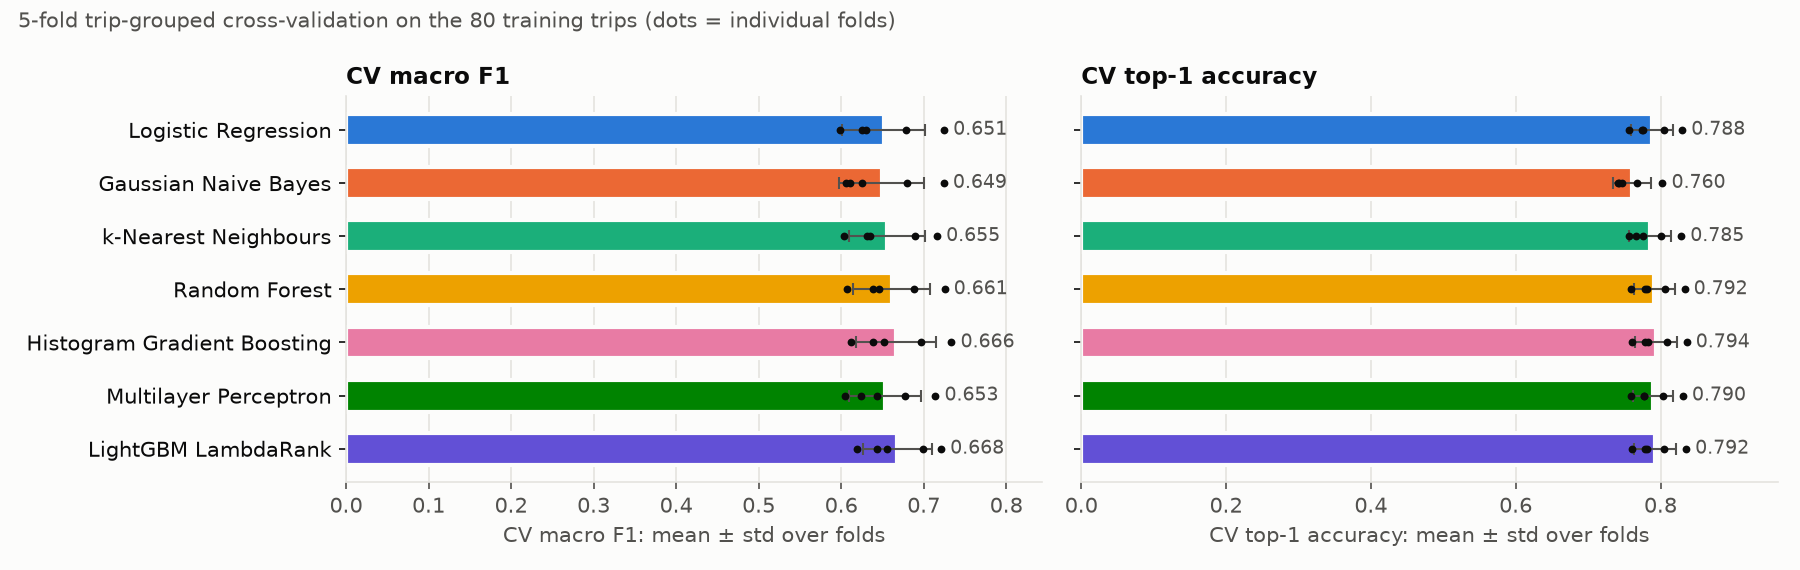 5-fold trip-grouped cross-validation on the 80 training trips (dots = individual folds)
CV macro F1
Logistic Regression
Gaussian Naive Bayes
k-Nearest Neighbours
Random Forest
Histogram Gradient Boosting
Multilayer Perceptron
LightGBM LambdaRank
0.651
0.649
0.655
0.661
0.666
0.653
0.668
0.0 0.1 0.2 0.3 0.4 0.5 0.6 0.7 0.8
CV macro F1: mean ± std over folds
CV top-1 accuracy
0.788
0.760
0.785
0.792
0.794
0.790
0.792
0.0 0.2 0.4 0.6 0.8
CV top-1 accuracy: mean ± std over folds